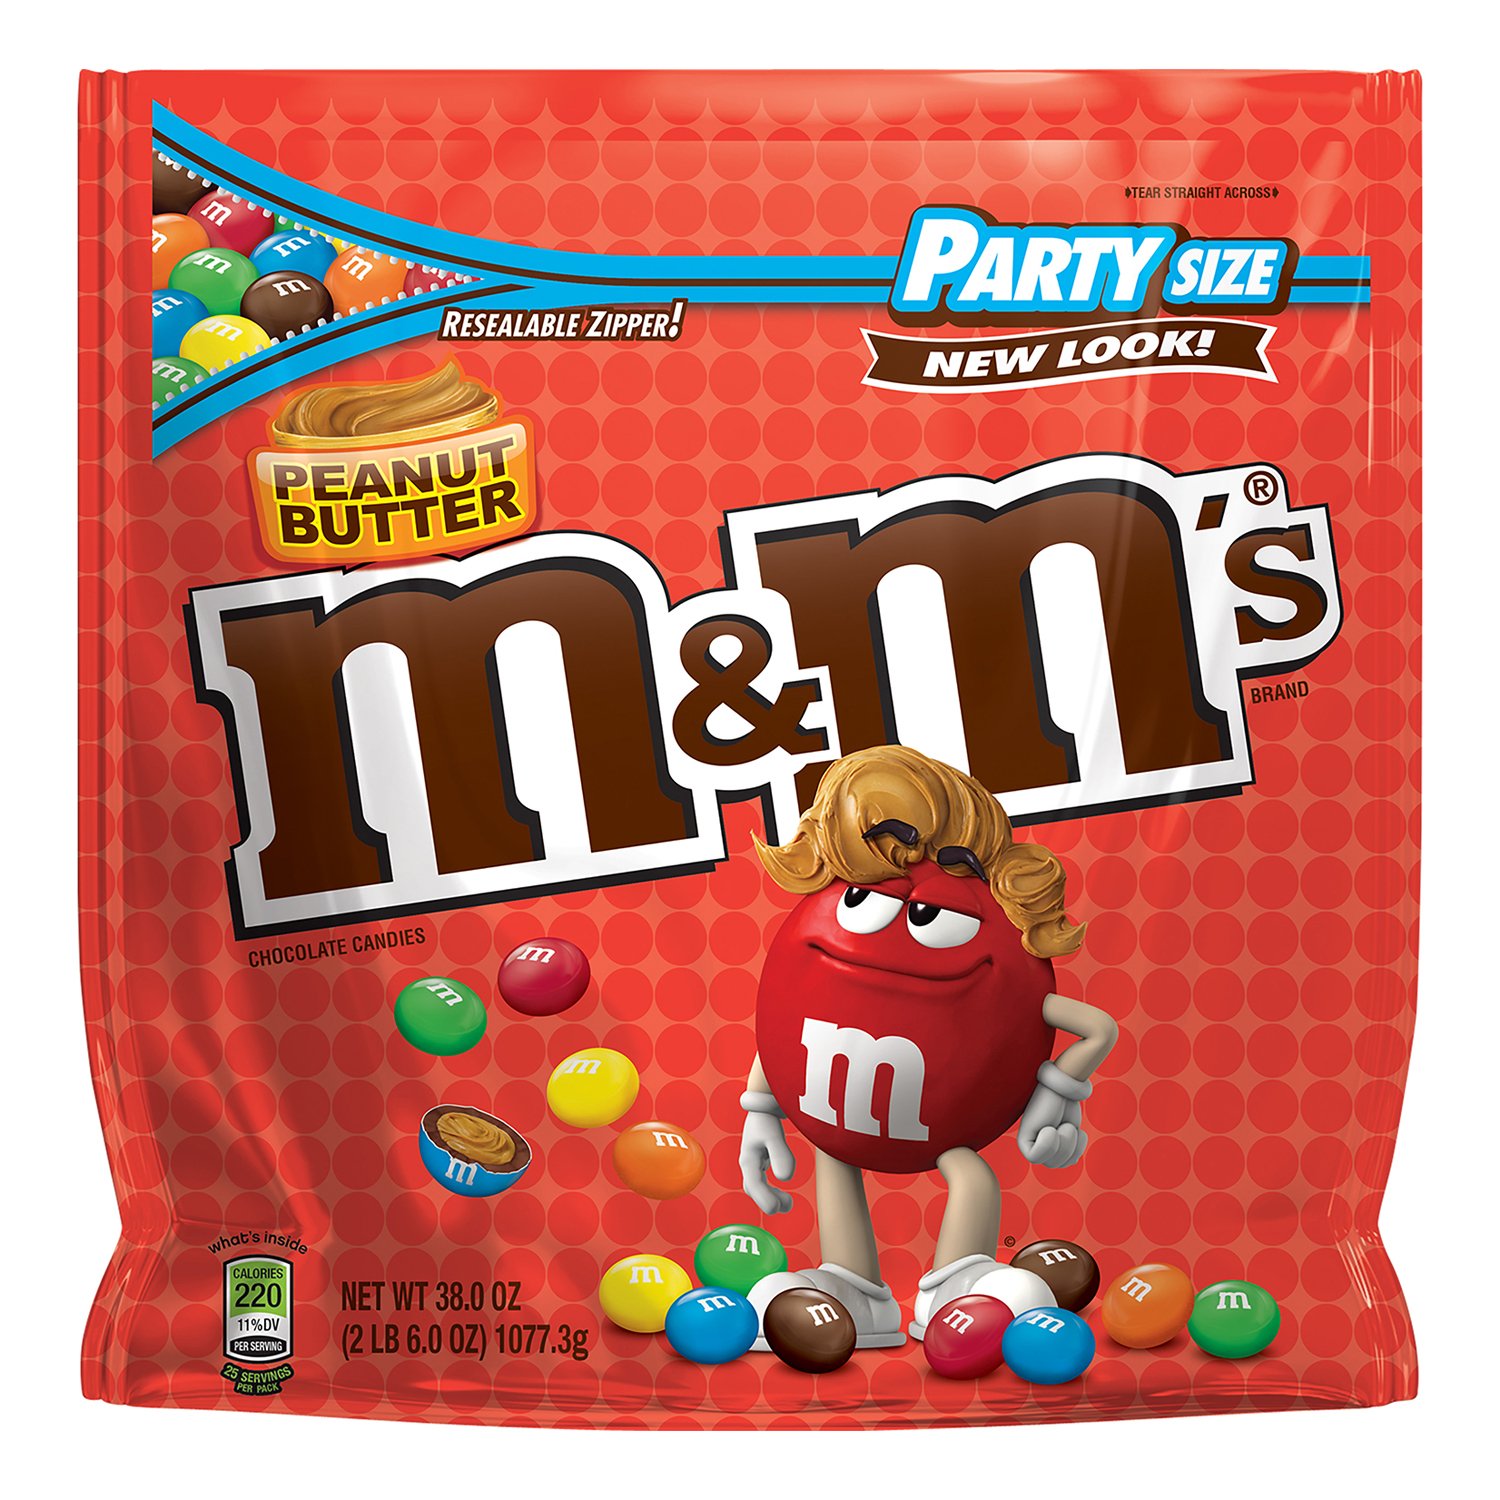 ♦TEAR STRAIGHT ACROSS♦
PARTY SIZE
NEW LOOK!
RESEALABLE ZIPPER!
PEANUT
BUTTER
m&m's®
BRAND
CHOCOLATE CANDIES
m
what's inside
CALORIES
220
11%DV
PER SERVING
25 SERVINGS
PER PACK
NET WT 38.0 OZ
(2 LB 6.0 OZ) 1077.3g
©